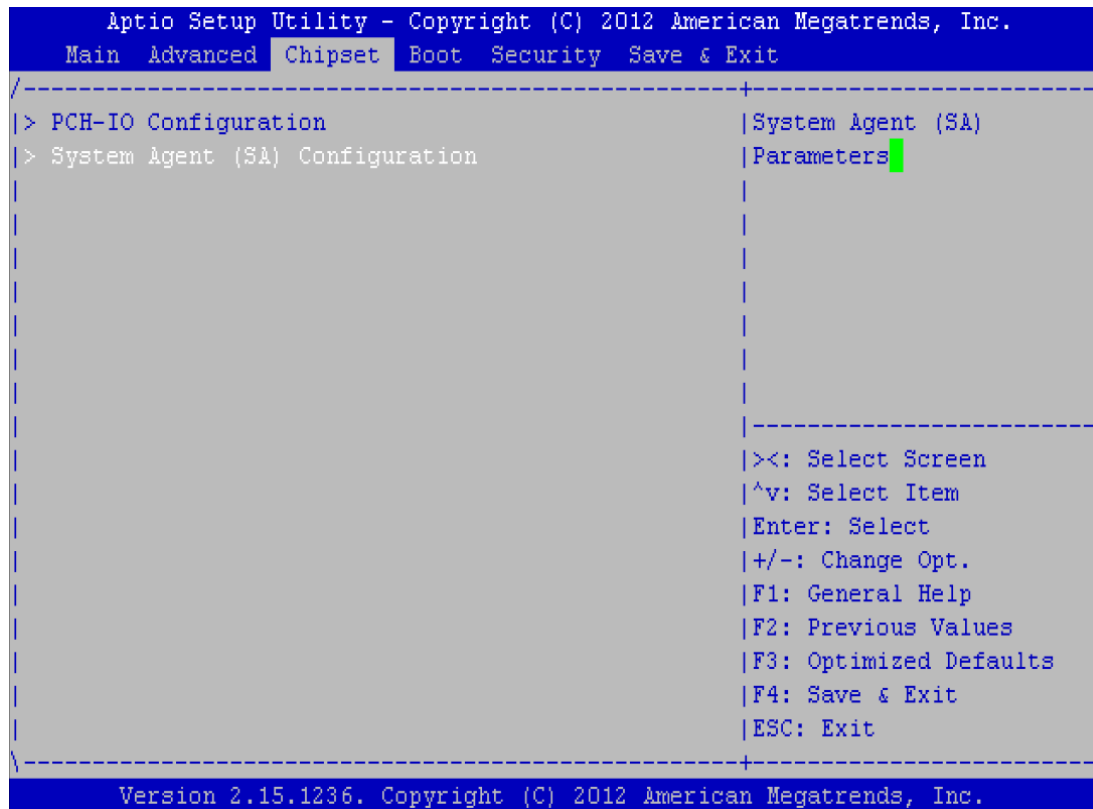 Aptio Setup Utility - Copyright (C) 2012 American Megatrends, Inc.
Main Advanced Chipset Boot Security Save & Exit
/----------------------------------------------------+-------------------------
|> PCH-IO Configuration |System Agent (SA)
|> System Agent (SA) Configuration |Parameters
| |
| |
| |
| |
| |
| |
| |
| |-------------------------
| |><: Select Screen
| |^v: Select Item
| |Enter: Select
| |+/-: Change Opt.
| |F1: General Help
| |F2: Previous Values
| |F3: Optimized Defaults
| |F4: Save & Exit
| |ESC: Exit
\----------------------------------------------------+-------------------------
Version 2.15.1236. Copyright (C) 2012 American Megatrends, Inc.